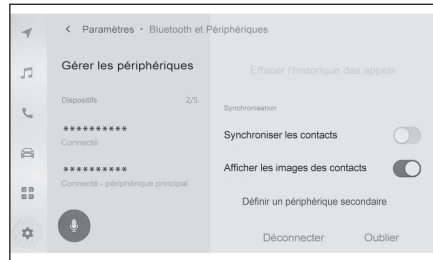 < Paramètres • Bluetooth et Périphériques
Gérer les périphériques
Dispositifs 2/5
**********
Connecté
**********
Connecté - périphérique principal
Effacer l'historique des appels
Synchronisation
Synchroniser les contacts
Afficher les images des contacts
Définir un périphérique secondaire
Déconnecter Oublier